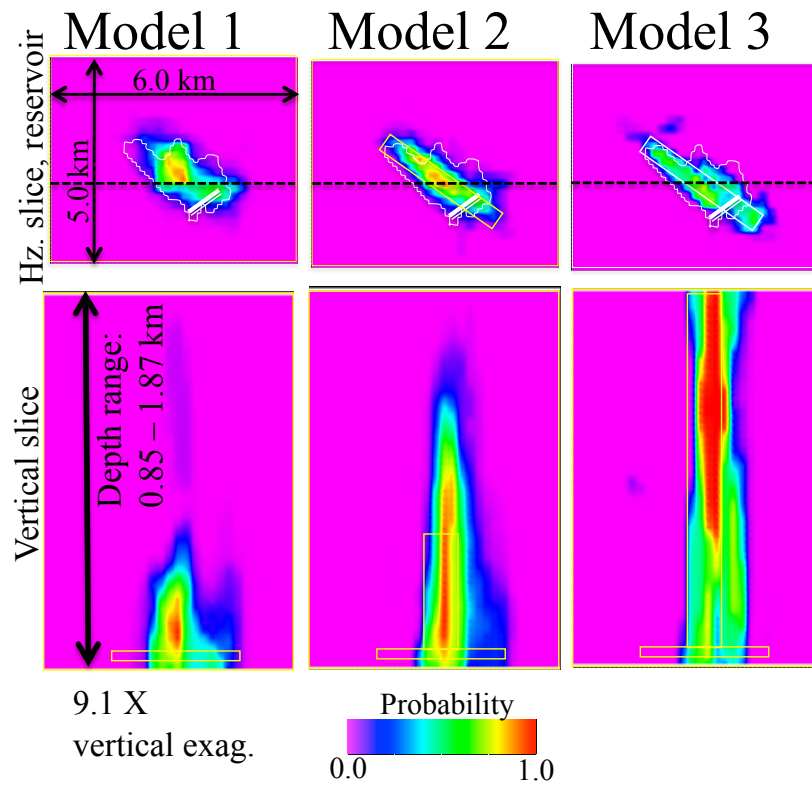 Model 1
Model 2
Model 3
Hz. slice, reservoir
6.0 km
5.0 km
Vertical slice
Depth range:
0.85 – 1.87 km
9.1 X
vertical exag.
Probability
0.0
1.0